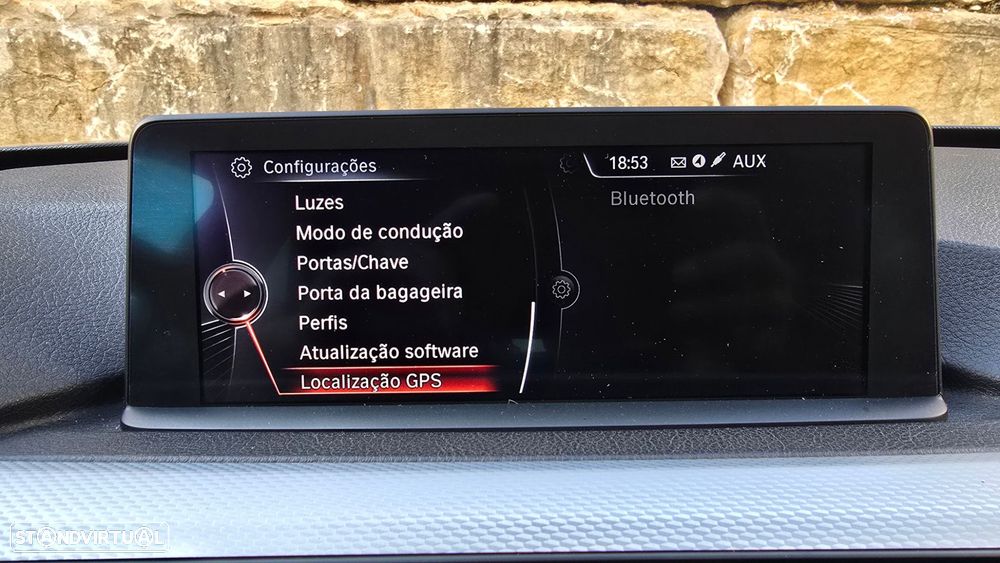 Configurações
Luzes
Modo de condução
Portas/Chave
Porta da bagageira
Perfis
Atualização software
Localização GPS
18:53 AUX
Bluetooth
STANDVIRTUAL